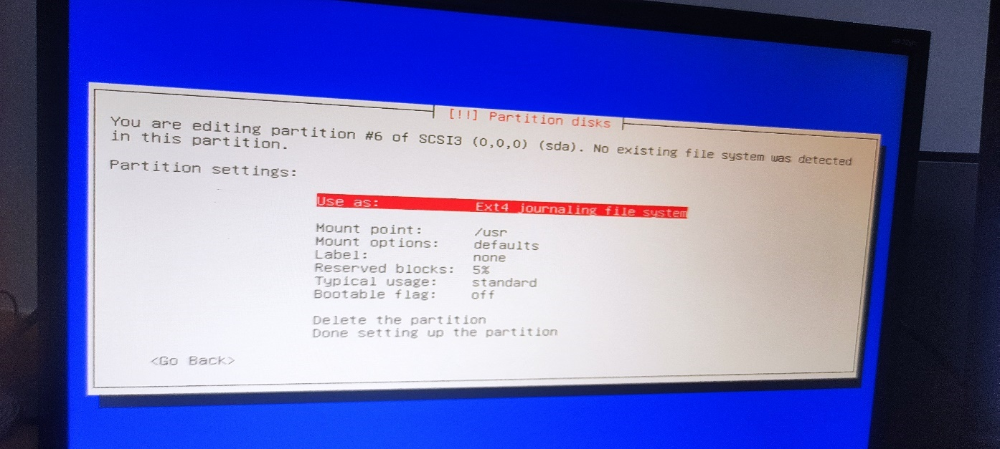 [!!] Partition disks
You are editing partition #6 of SCSI3 (0,0,0) (sda). No existing file system was detected
in this partition.
Partition settings:
Use as: Ext4 journaling file system
Mount point: /usr
Mount options: defaults
Label: none
Reserved blocks: 5%
Typical usage: standard
Bootable flag: off
Delete the partition
Done setting up the partition
<Go Back>